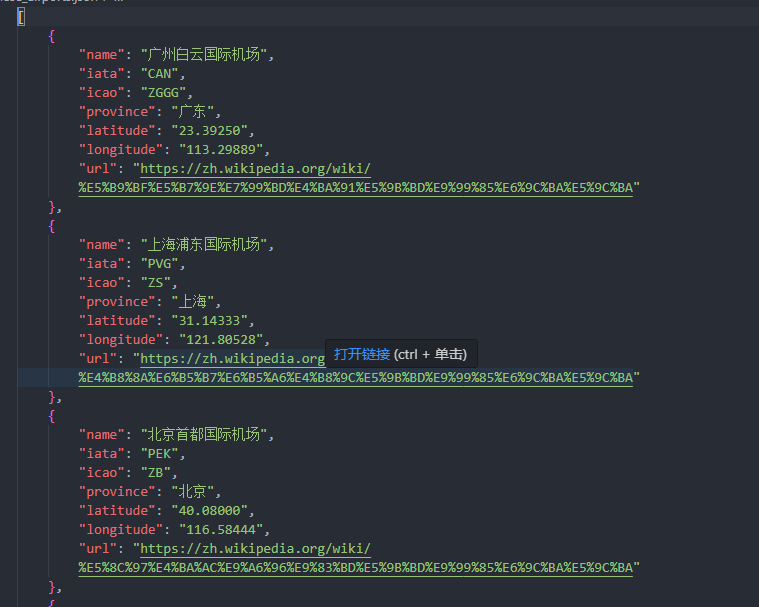 [
{
"name": "广州白云国际机场",
"iata": "CAN",
"icao": "ZGGG",
"province": "广东",
"latitude": "23.39250",
"longitude": "113.29889",
"url": "https://zh.wikipedia.org/wiki/
%E5%B9%BF%E5%B7%9E%E7%99%BD%E4%BA%91%E5%9B%BD%E9%99%85%E6%9C%BA%E5%9C%BA"
},
{
"name": "上海浦东国际机场",
"iata": "PVG",
"icao": "ZS",
"province": "上海",
"latitude": "31.14333",
"longitude": "121.80528",
"url": "https://zh.wikipedia.org
打开链接 (ctrl + 单击)
%E4%B8%8A%E6%B5%B7%E6%B5%A6%E4%B8%9C%E5%9B%BD%E9%99%85%E6%9C%BA%E5%9C%BA"
},
{
"name": "北京首都国际机场",
"iata": "PEK",
"icao": "ZB",
"province": "北京",
"latitude": "40.08000",
"longitude": "116.58444",
"url": "https://zh.wikipedia.org/wiki/
%E5%8C%97%E4%BA%AC%E9%A6%96%E9%83%BD%E5%9B%BD%E9%99%85%E6%9C%BA%E5%9C%BA"
},
{